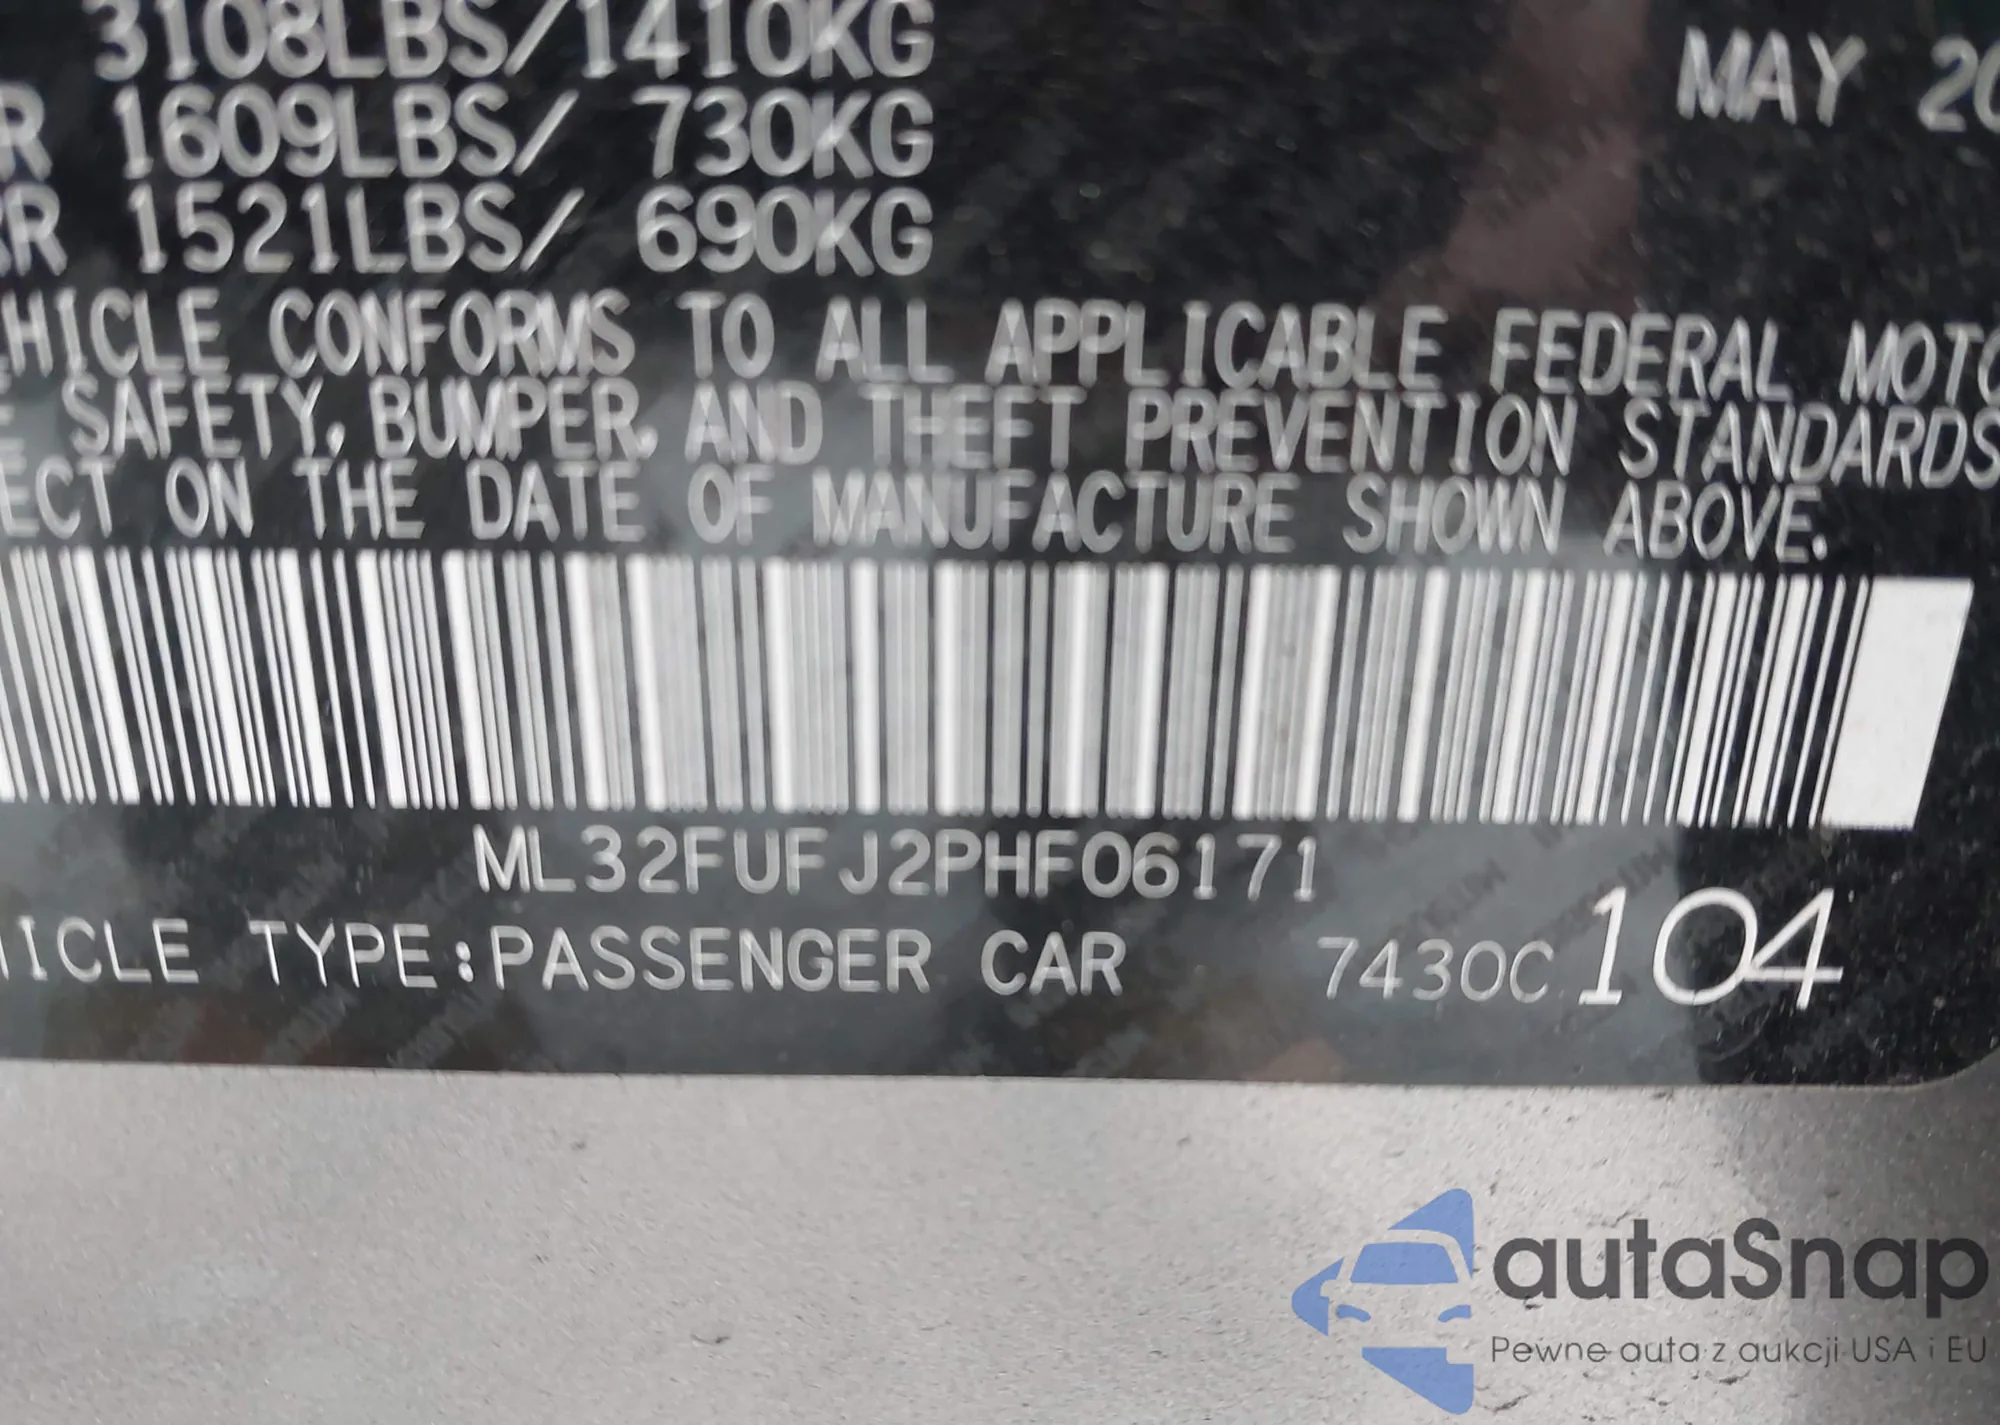 3108LBS/1410KG
MAY 20
R 1609LBS/ 730KG
RR 1521LBS/ 690KG
EHICLE CONFORMS TO ALL APPLICABLE FEDERAL MOTO
E SAFETY, BUMPER, AND THEFT PREVENTION STANDARDS
ECT ON THE DATE OF MANUFACTURE SHOWN ABOVE.
ML32FUFJ2PHF06171
HICLE TYPE:PASSENGER CAR 7430C 104
autaSnap
Pewne auta z aukcji USA i EU